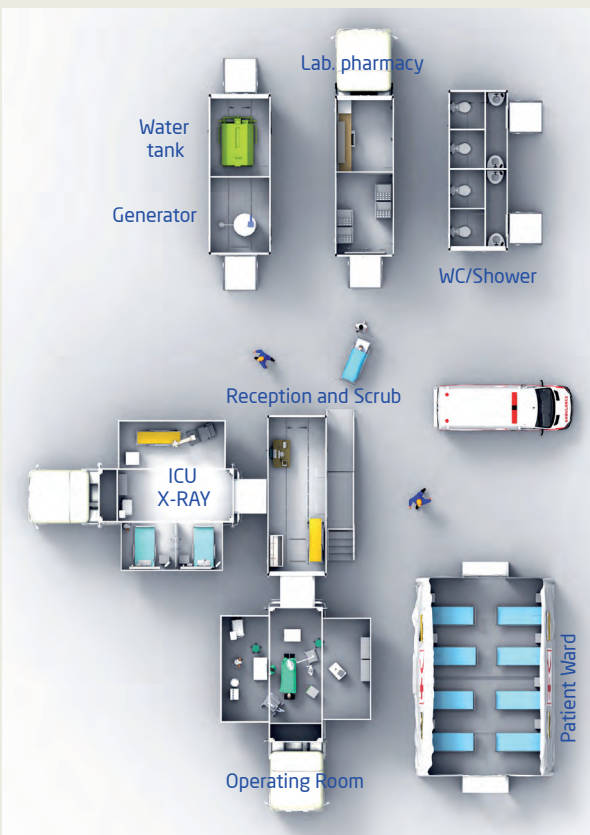 Lab. pharmacy
Water
tank
Generator
WC/Shower
Reception and Scrub
ICU
X-RAY
Patient Ward
Operating Room